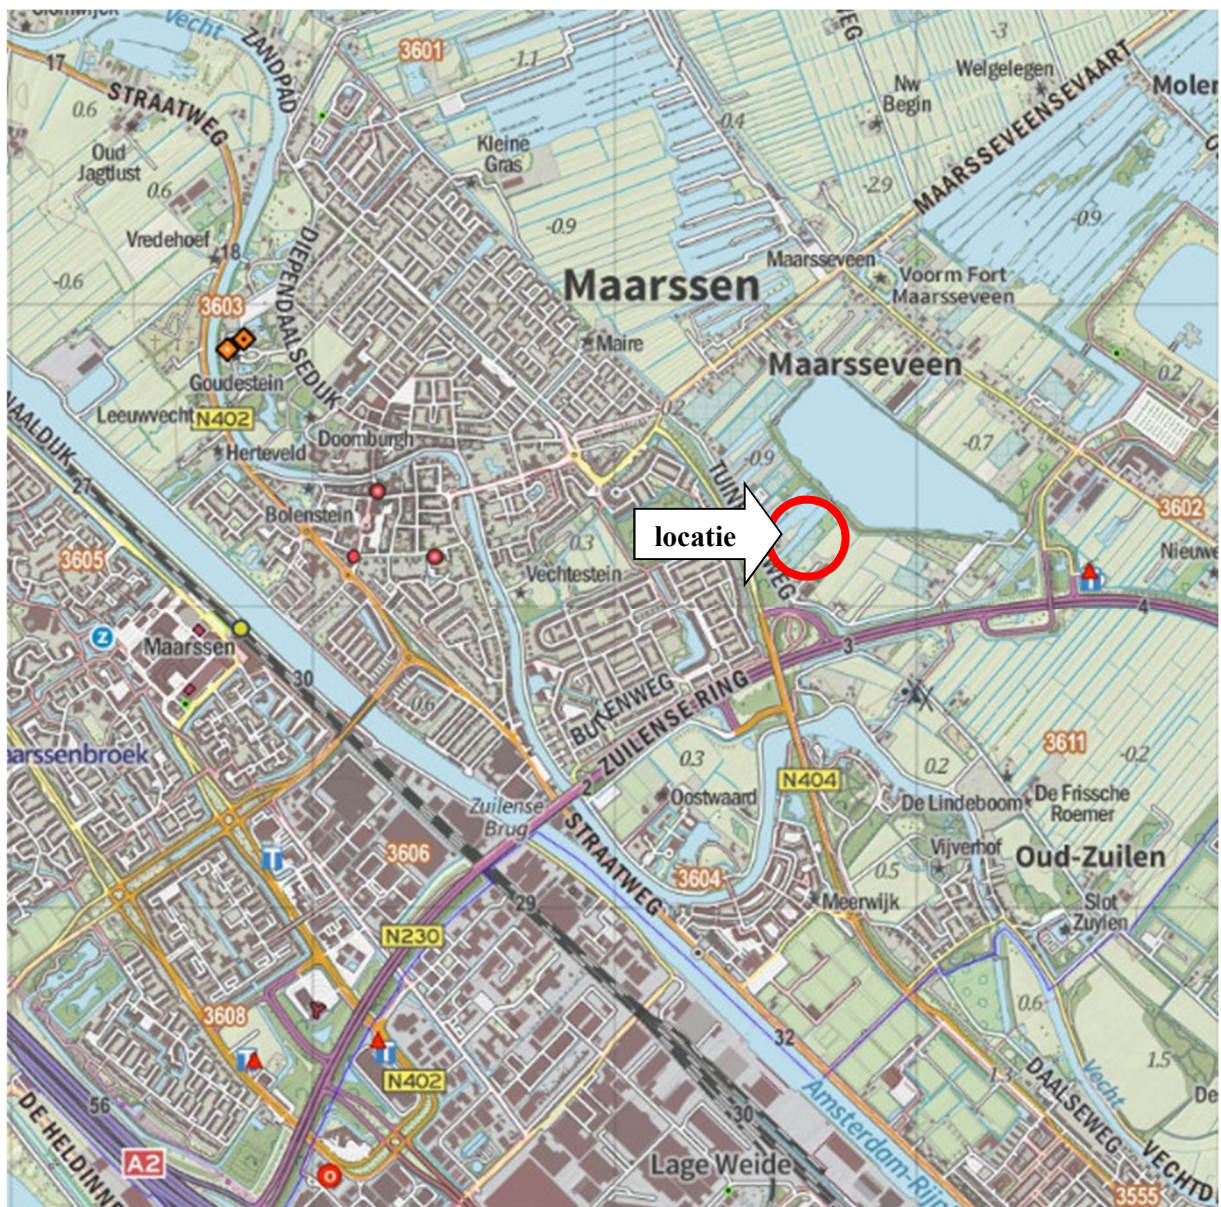 Vecht
ZANDPAD
3601
-1.1
WEG
-3
Welgelegen
Nw
Begin
MAARSSEVEENSEVAART
17
STRAATWEG
0.6
Oud
Jagtlust
0.6
Kleine
Gras
0.4
-2.9
-0.9
-0.9
Vredehoef
18
DIEPENDAALSEDIJK
-0.6
Maarsseveen
Voorm Fort
Maarsseveen
Maarssen
3603
Maire
Maarsseveen
0.2
Goudestein
Leeuwvecht
N402
0.2
Herteveld
Doornburgh
-0.7
-0.9
27
Bolenstein
TUIN
WEG
locatie
3602
0.3
Vechtestein
3605
Nieuwe
Z
Maarssen
4
3
30
0.6
BUITENWEG
ZUILENSE RING
arssenbroek
0.3
3611
-0.2
0.2
N404
2
Oostwaard
De Lindeboom
De Frissche
Roemer
Zuilense
Brug
STRAATWEG
3606
T
Vijverhof
Oud-Zuilen
3604
0.5
Meerwijk
Slot
Zuylen
29
N230
0.6
3608
32
T
T
N402
1.3
1.5
DAALSEWEG
Vecht
De
56
30
Amsterdam-Rijn
DE HELDINNE
A2
Lage Weide
VECHTD
3555